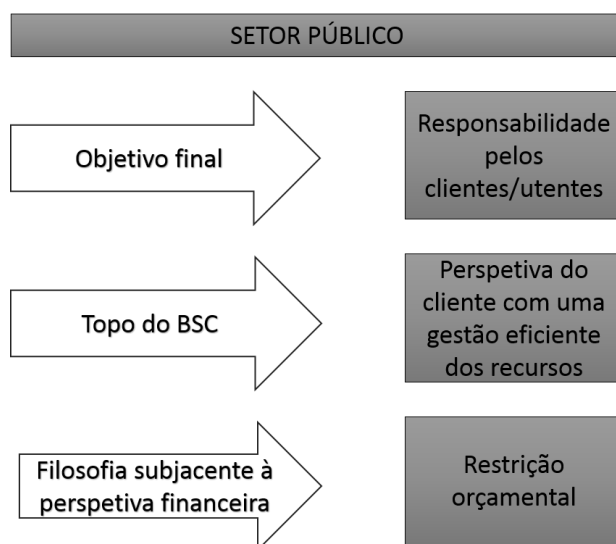 SETOR PÚBLICO
Objetivo final
Responsabilidade
pelos
clientes/utentes
Topo do BSC
Perspetiva do
cliente com uma
gestão eficiente
dos recursos
Filosofia subjacente à
perspetiva financeira
Restrição
orçamental